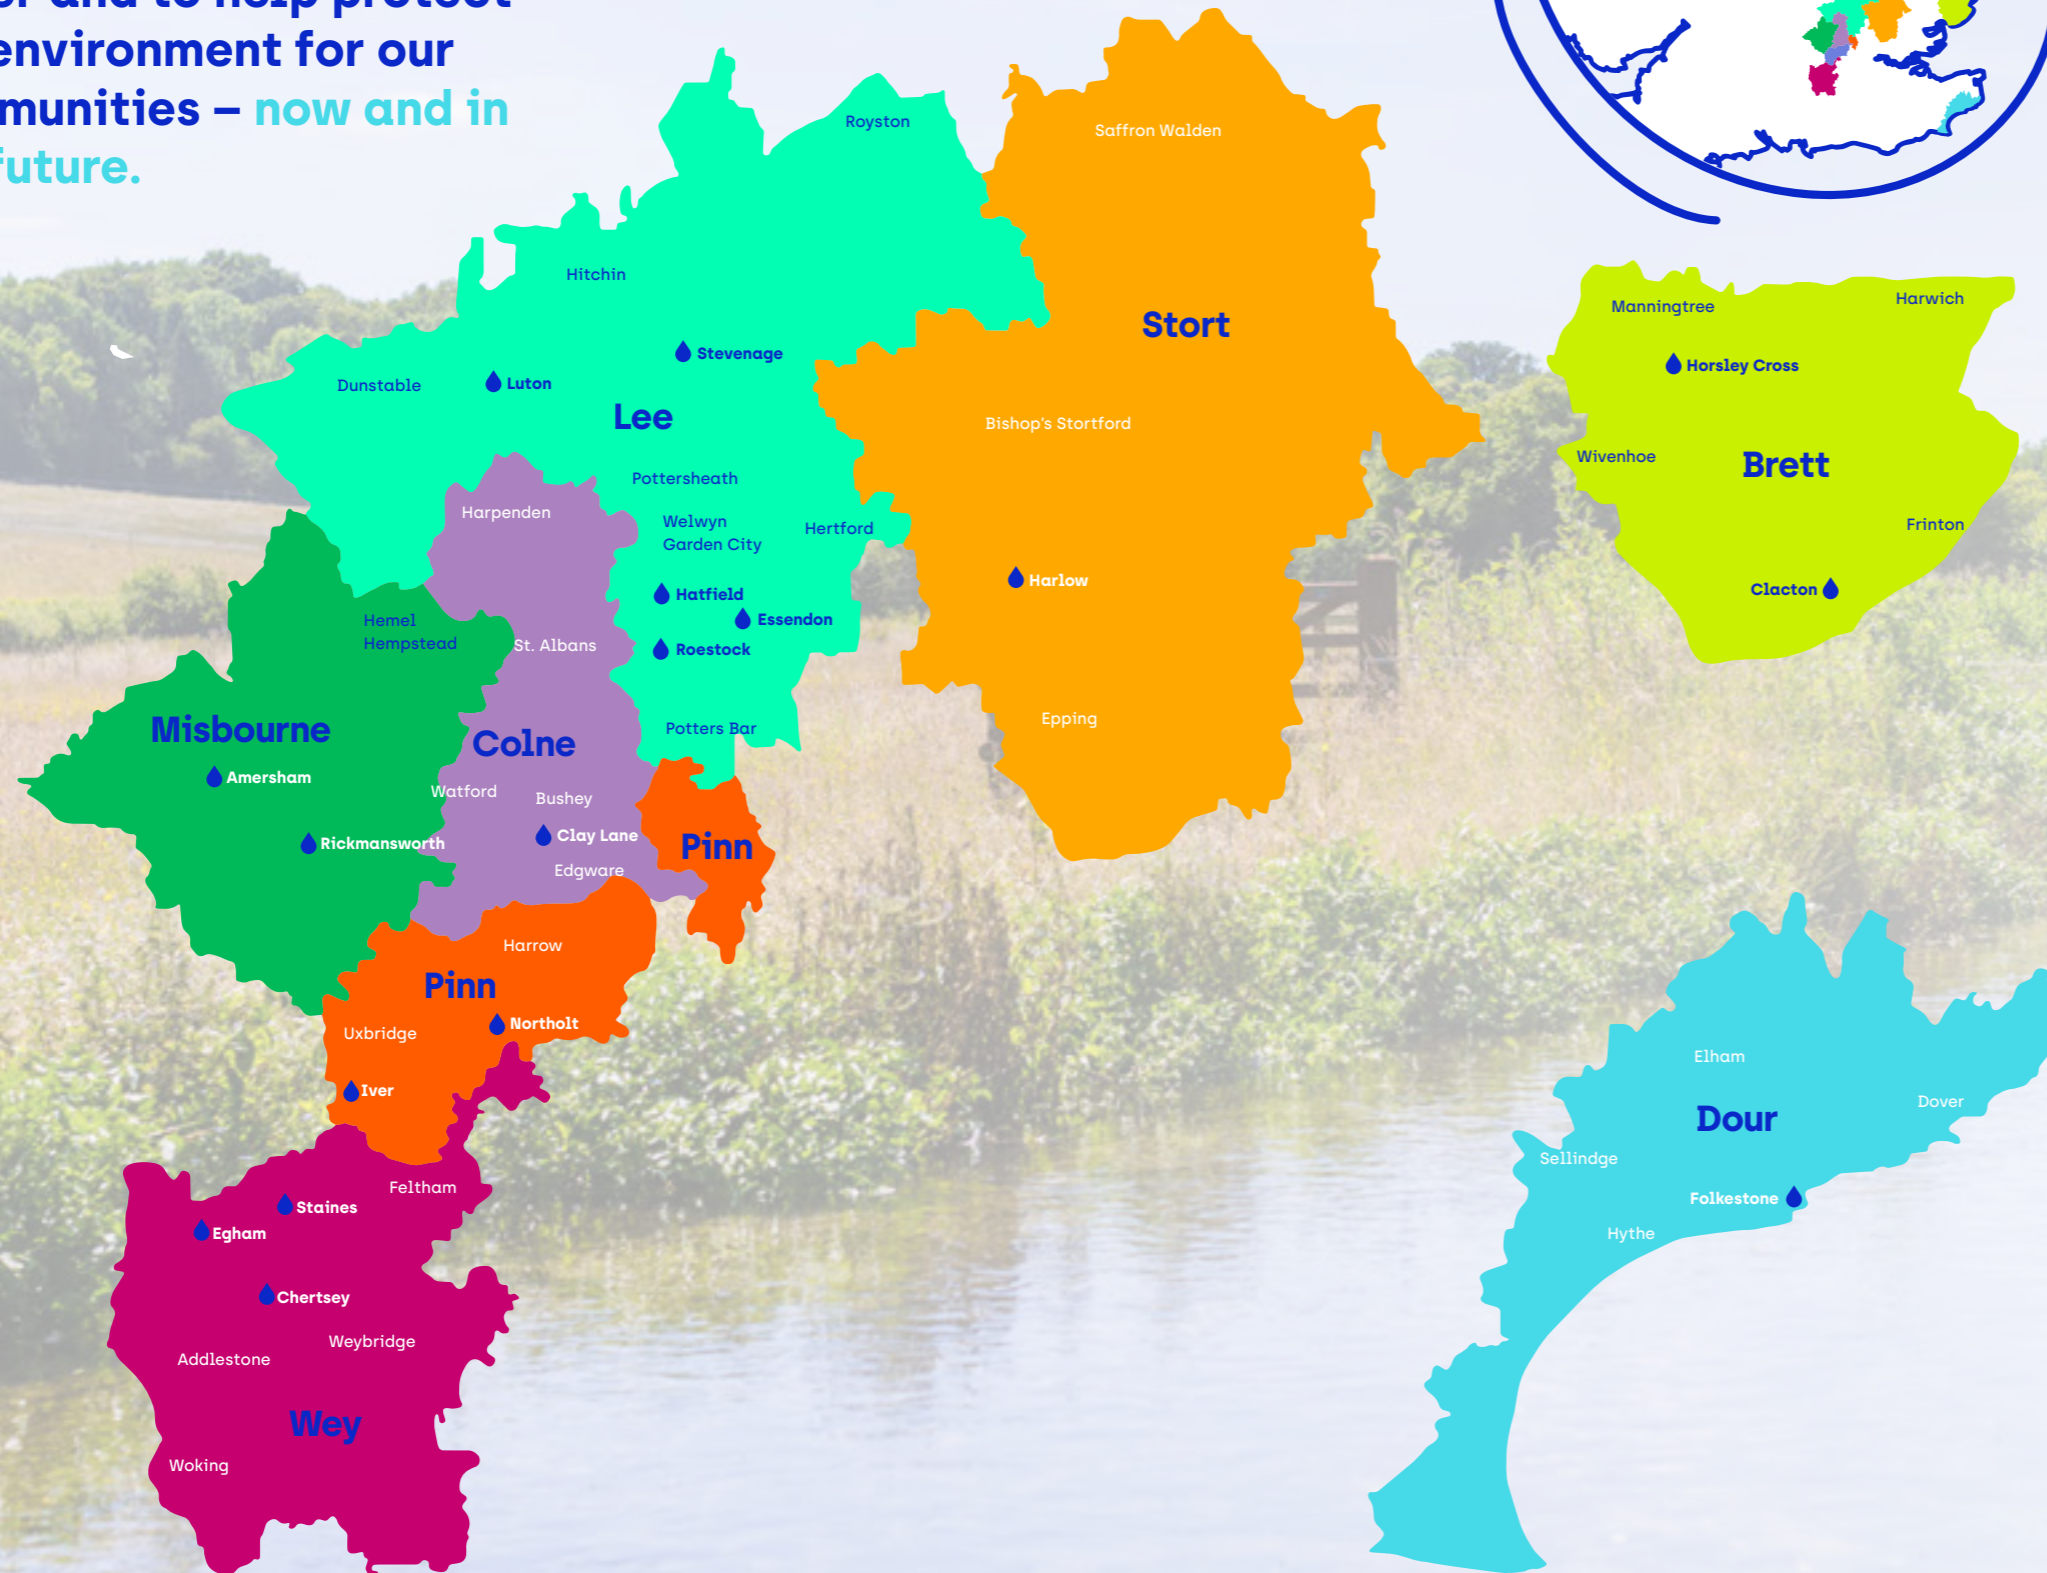 environment for our
munities – now and in
future.
Royston
Saffron Walden
Hitchin
Manningtree
Harwich
Stort
Stevenage
Horsley Cross
Dunstable
Luton
Lee
Bishop's Stortford
Wivenhoe
Brett
Pottersheath
Harpenden
Welwyn
Garden City
Hertford
Frinton
Harlow
Clacton
Hatfield
Essendon
Hemel
Hempstead
St. Albans
Roestock
Epping
Potters Bar
Misbourne
Colne
Amersham
Watford
Bushey
Rickmansworth
Clay Lane
Pinn
Edgware
Harrow
Pinn
Northolt
Uxbridge
Iver
Elham
Dover
Dour
Sellindge
Folkestone
Hythe
Feltham
Staines
Egham
Chertsey
Weybridge
Addlestone
Wey
Woking